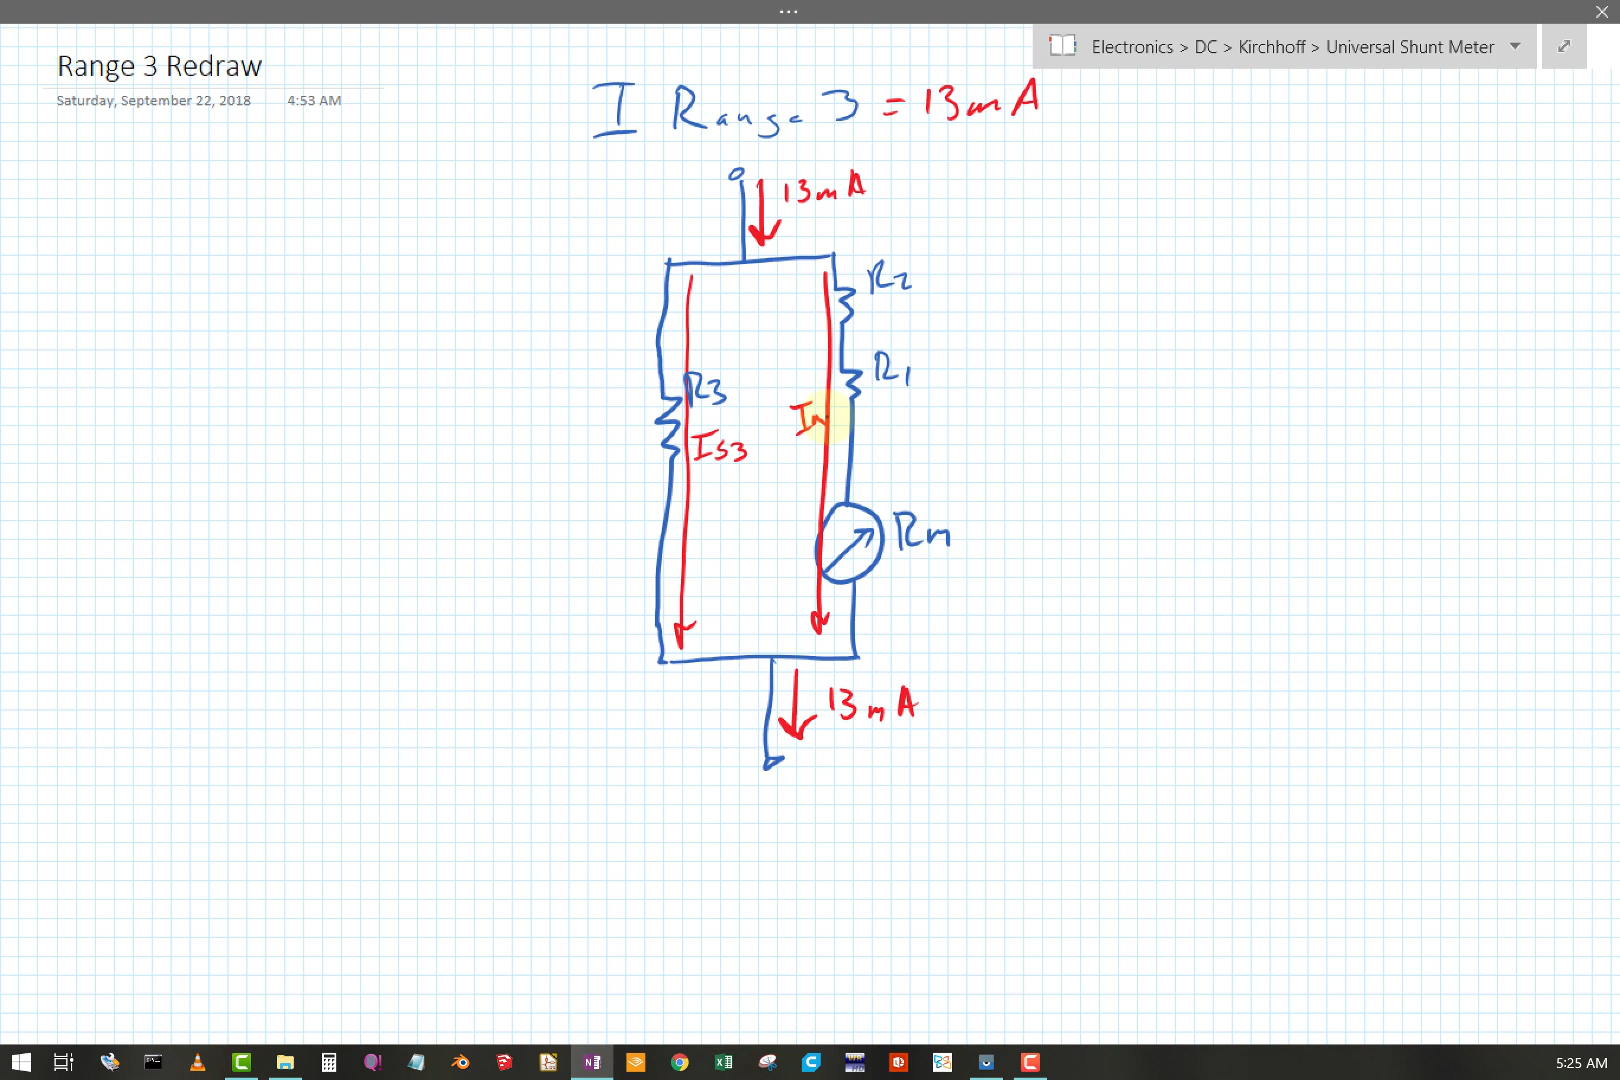 ...
Electronics > DC > Kirchhoff > Universal Shunt Meter
Range 3 Redraw
Saturday, September 22, 2018 4:53 AM
I Range 3 = 13mA
13mA
R2
R1
R3
Im
Is3
Rm
13mA
5:25 AM